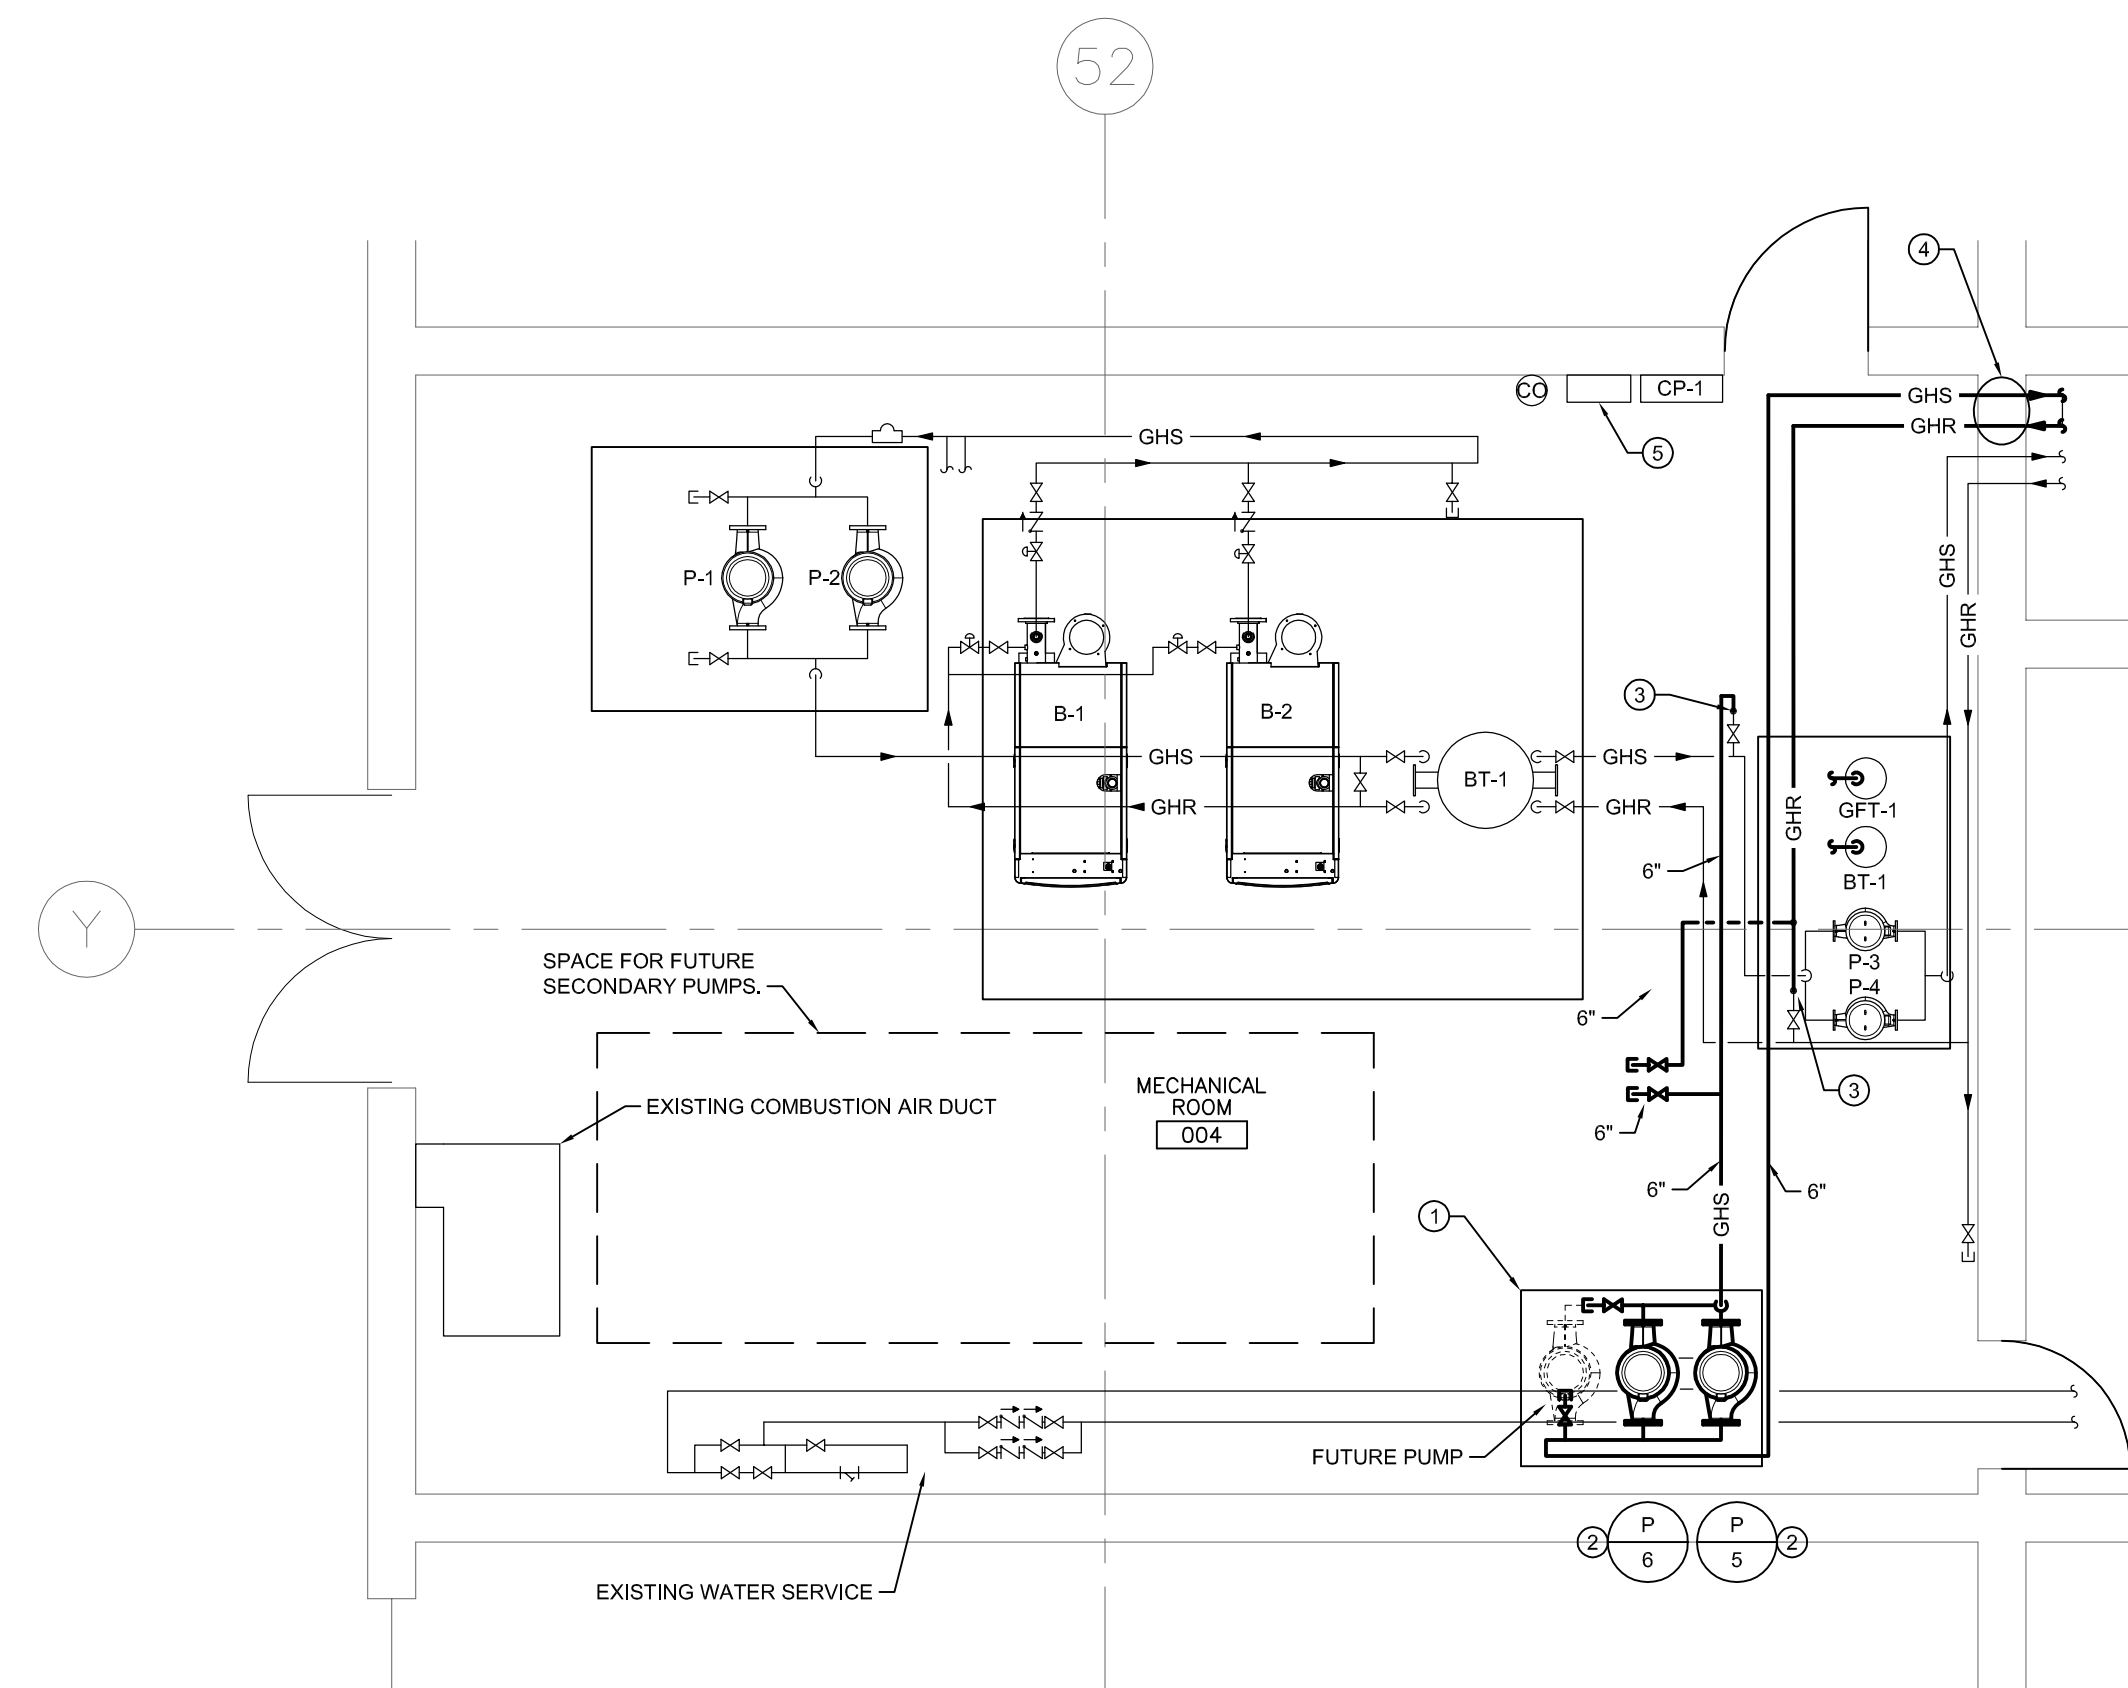 52
4
GHS
CO
CP-1
GHR
GHS
5
GHS
P-1
P-2
GHR
3
B-1
B-2
GHS
GHS
BT-1
GHR
GHR
GHR
GFT-1
6"
BT-1
Y
SPACE FOR FUTURE
SECONDARY PUMPS.
P-3
P-4
6"
MECHANICAL
ROOM
004
EXISTING COMBUSTION AIR DUCT
3
6"
6"
6"
GHS
1
FUTURE PUMP
EXISTING WATER SERVICE
2
P
6
P
5
2